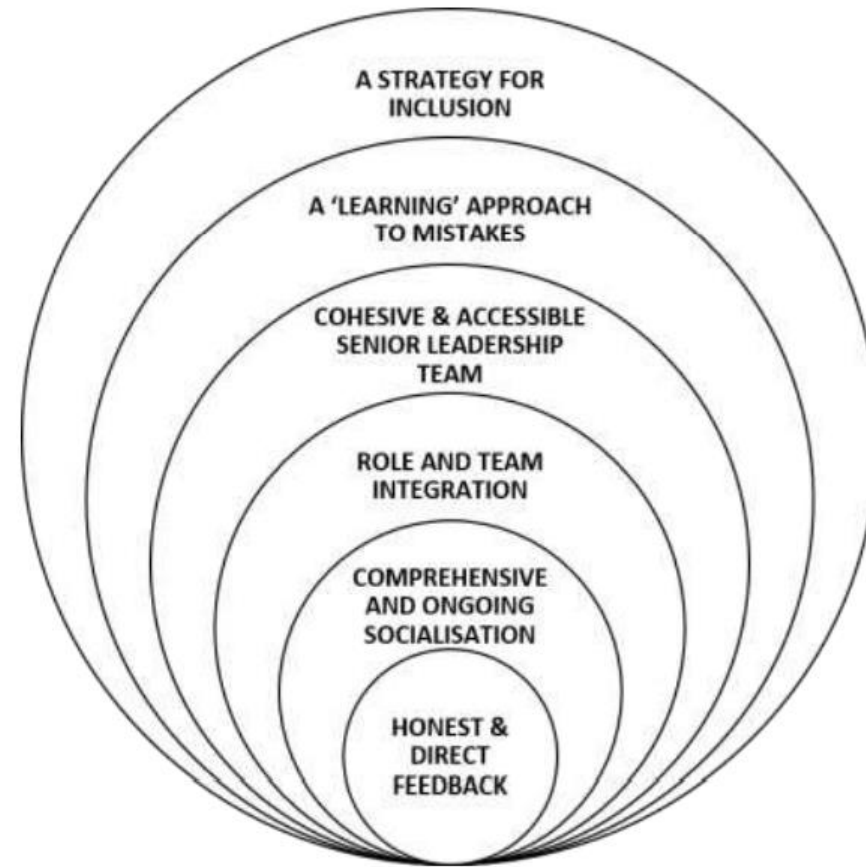 A STRATEGY FOR
INCLUSION
A ‘LEARNING’ APPROACH
TO MISTAKES
COHESIVE & ACCESSIBLE
SENIOR LEADERSHIP
TEAM
ROLE AND TEAM
INTEGRATION
COMPREHENSIVE
AND ONGOING
SOCIALISATION
HONEST &
DIRECT
FEEDBACK